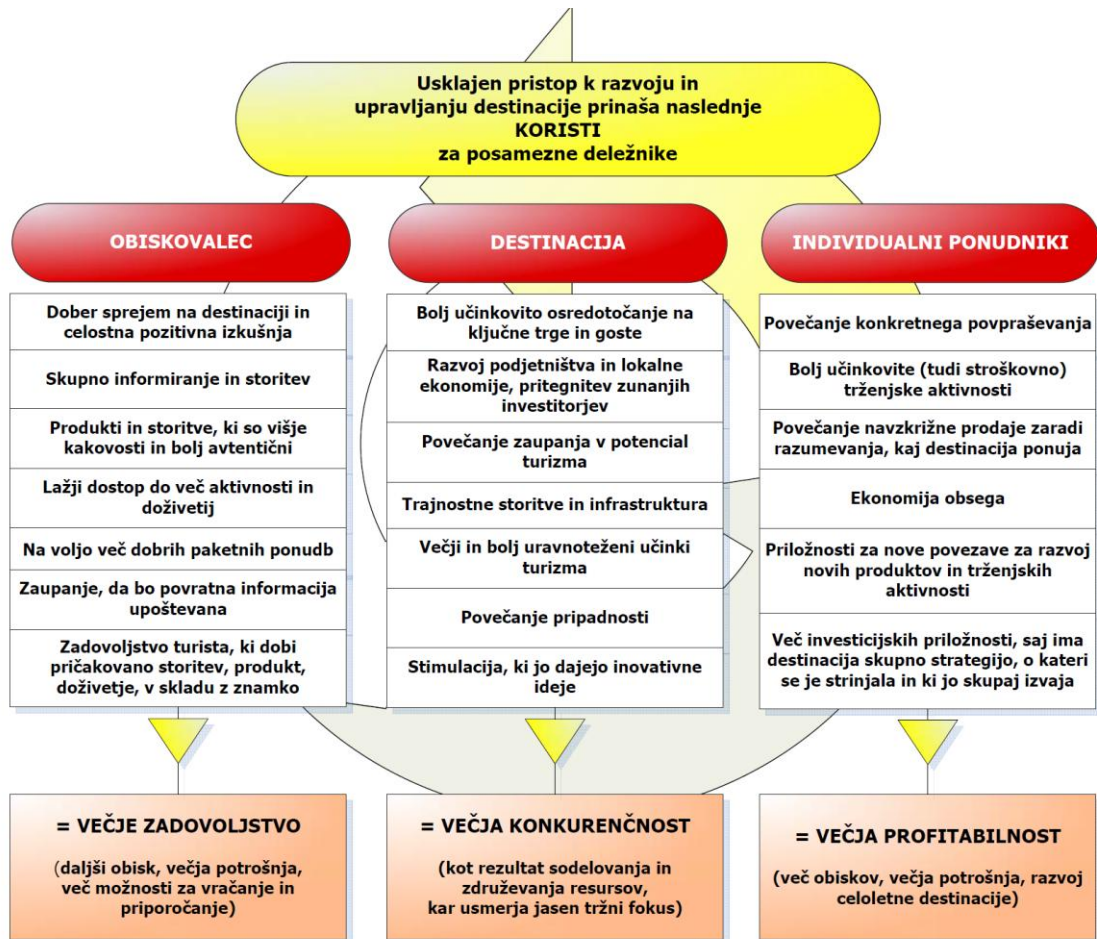 Usklajen pristop k razvoju in
upravljanju destinacije prinaša naslednje
KORISTI
za posamezne deležnike
OBISKOVALEC
Dober sprejem na destinaciji in
celostna pozitivna izkušnja
Skupno informiranje in storitev
Produkti in storitve, ki so višje
kakovosti in bolj avtentični
Lažji dostop do več aktivnosti in
doživetij
Na voljo več dobrih paketnih ponudb
Zaupanje, da bo povratna informacija
upoštevana
Zadovoljstvo turista, ki dobi
pričakovano storitev, produkt,
doživetje, v skladu z znamko
= VEČJE ZADOVOLJSTVO
(daljši obisk, večja potrošnja,
več možnosti za vračanje in
priporočanje)
DESTINACIJA
Bolj učinkovito osredotočanje na
ključne trge in goste
Razvoj podjetništva in lokalne
ekonomije, pritegnitev zunanjih
investitorjev
Povečanje zaupanja v potencial
turizma
Trajnostne storitve in infrastruktura
Večji in bolj uravnoteženi učinki
turizma
Povečanje pripadnosti
Stimulacija, ki jo dajejo inovativne
ideje
= VEČJA KONKURENČNOST
(kot rezultat sodelovanja in
združevanja resursov,
kar usmerja jasen tržni fokus)
INDIVIDUALNI PONUDNIKI
Povečanje konkretnega povpraševanja
Bolj učinkovite (tudi stroškovno)
trženjske aktivnosti
Povečanje navzkrižne prodaje zaradi
razumevanja, kaj destinacija ponuja
Ekonomija obsega
Priložnosti za nove povezave za razvoj
novih produktov in trženjskih
aktivnosti
Več investicijskih priložnosti, saj ima
destinacija skupno strategijo, o kateri
se je strinjala in ki jo skupaj izvaja
= VEČJA PROFITABILNOST
(več obiskov, večja potrošnja, razvoj
celoletne destinacije)